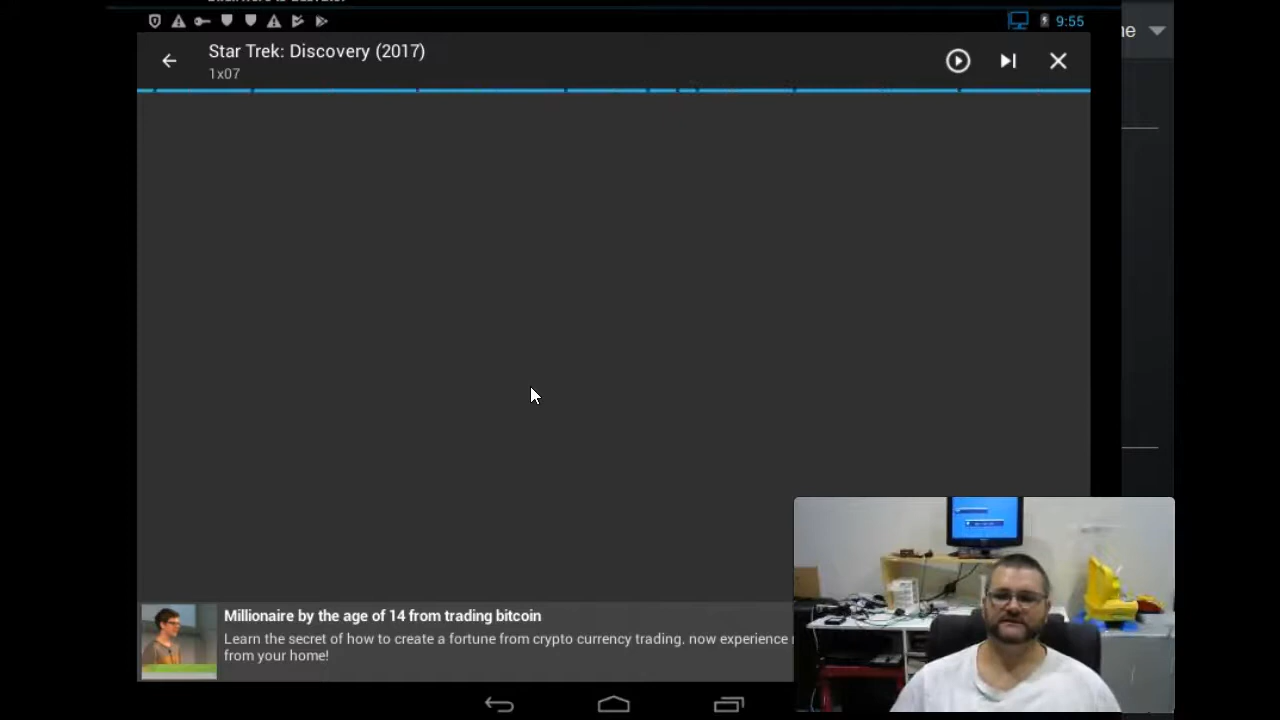 9:55
ne
Star Trek: Discovery (2017)
1x07
Millionaire by the age of 14 from trading bitcoin
Learn the secret of how to create a fortune from crypto currency trading. now experience
from your home!